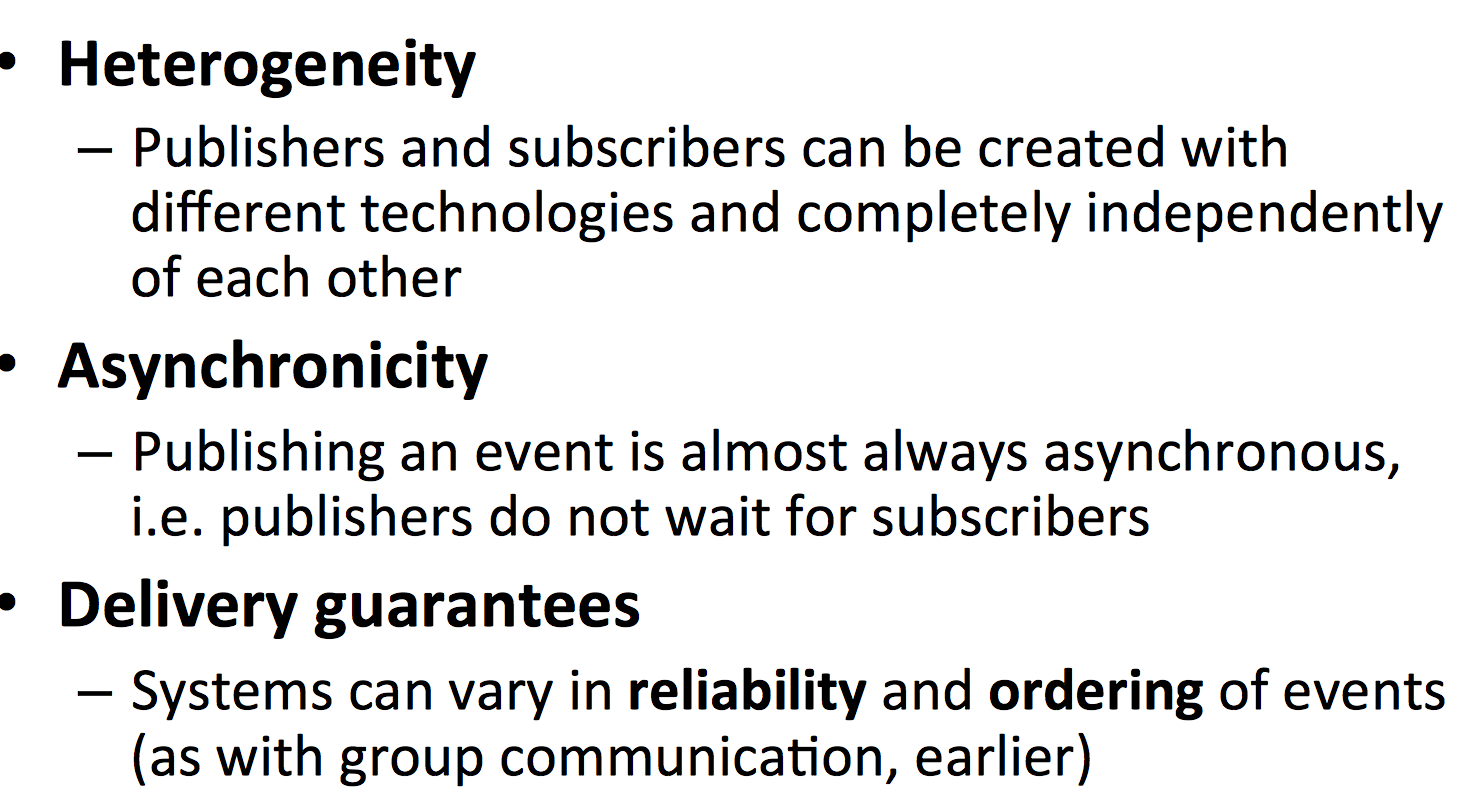 • Heterogeneity
– Publishers and subscribers can be created with
different technologies and completely independently
of each other
• Asynchronicity
– Publishing an event is almost always asynchronous,
i.e. publishers do not wait for subscribers
• Delivery guarantees
– Systems can vary in reliability and ordering of events
(as with group communication, earlier)